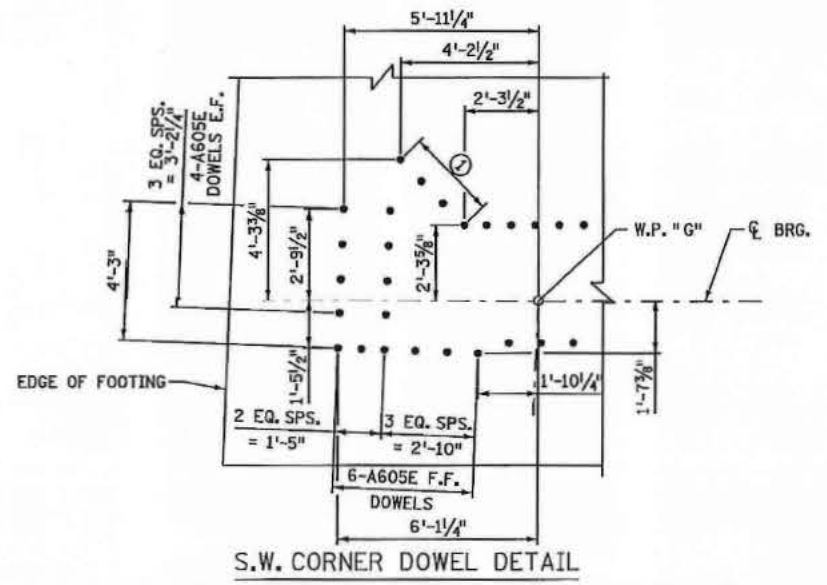 5'-11¼"
4'-2½"
2'-3½"
3 EQ. SPS.
= 3'-2¼"
4-A605E
DOWELS E.F.
1
4'-3⅜"
2'-9½"
2'-3⅝"
4'-3"
W.P. "G"
℄ BRG.
EDGE OF FOOTING
1'-5½"
1'-10¼"
1'-7⅜"
2 EQ. SPS.
= 1'-5"
3 EQ. SPS.
= 2'-10"
6-A605E F.F.
DOWELS
6'-1¼"
S.W. CORNER DOWEL DETAIL